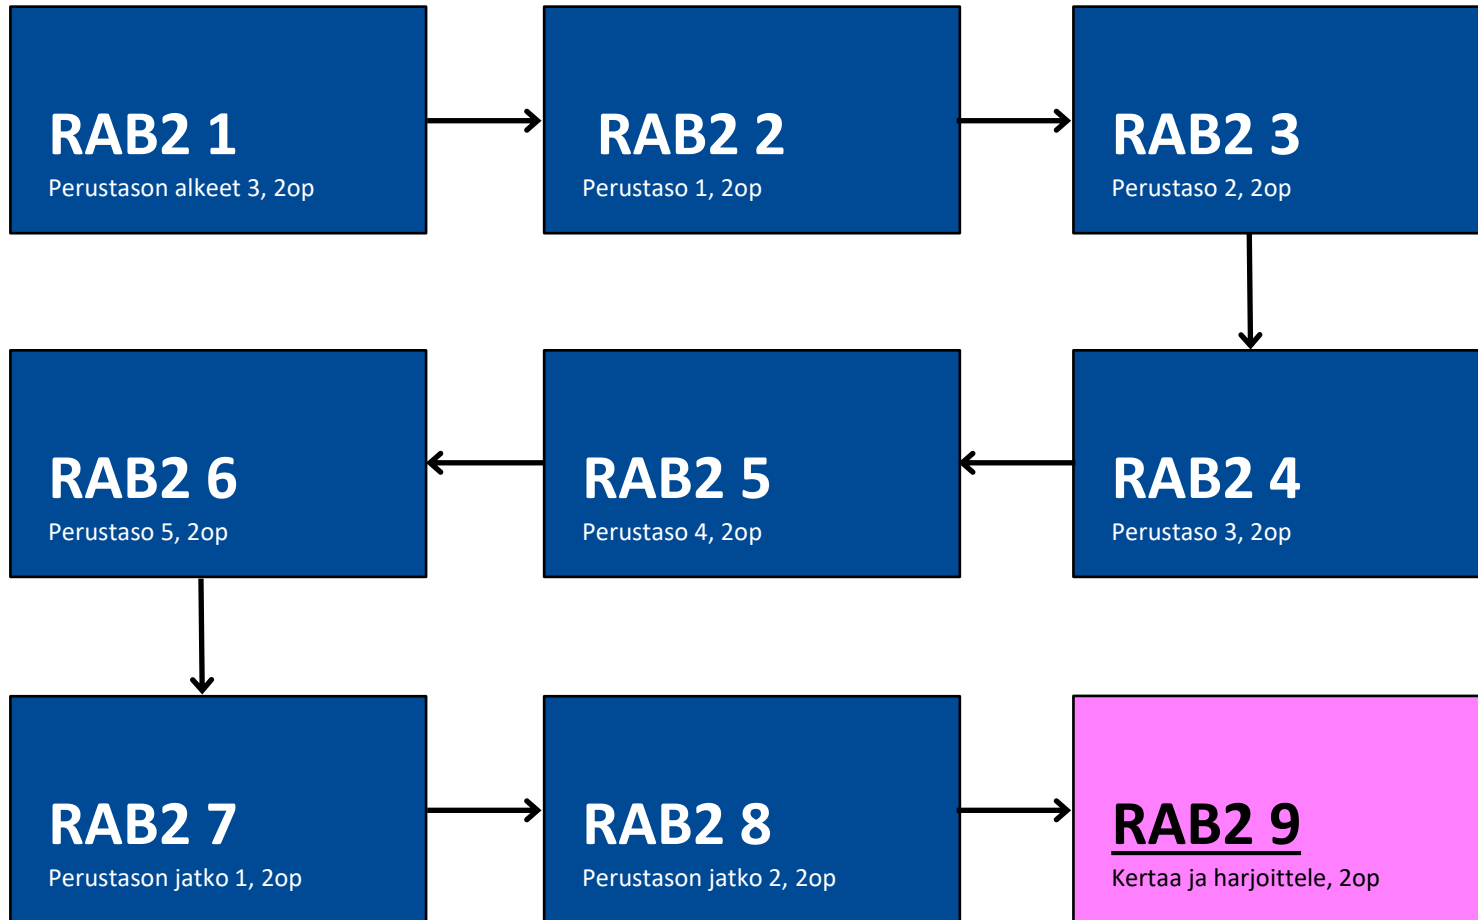 RAB2 1
Perustason alkeet 3, 2op
RAB2 2
Perustaso 1, 2op
RAB2 3
Perustaso 2, 2op
RAB2 6
Perustaso 5, 2op
RAB2 5
Perustaso 4, 2op
RAB2 4
Perustaso 3, 2op
RAB2 7
Perustason jatko 1, 2op
RAB2 8
Perustason jatko 2, 2op
RAB2 9
Kertaa ja harjoittele, 2op